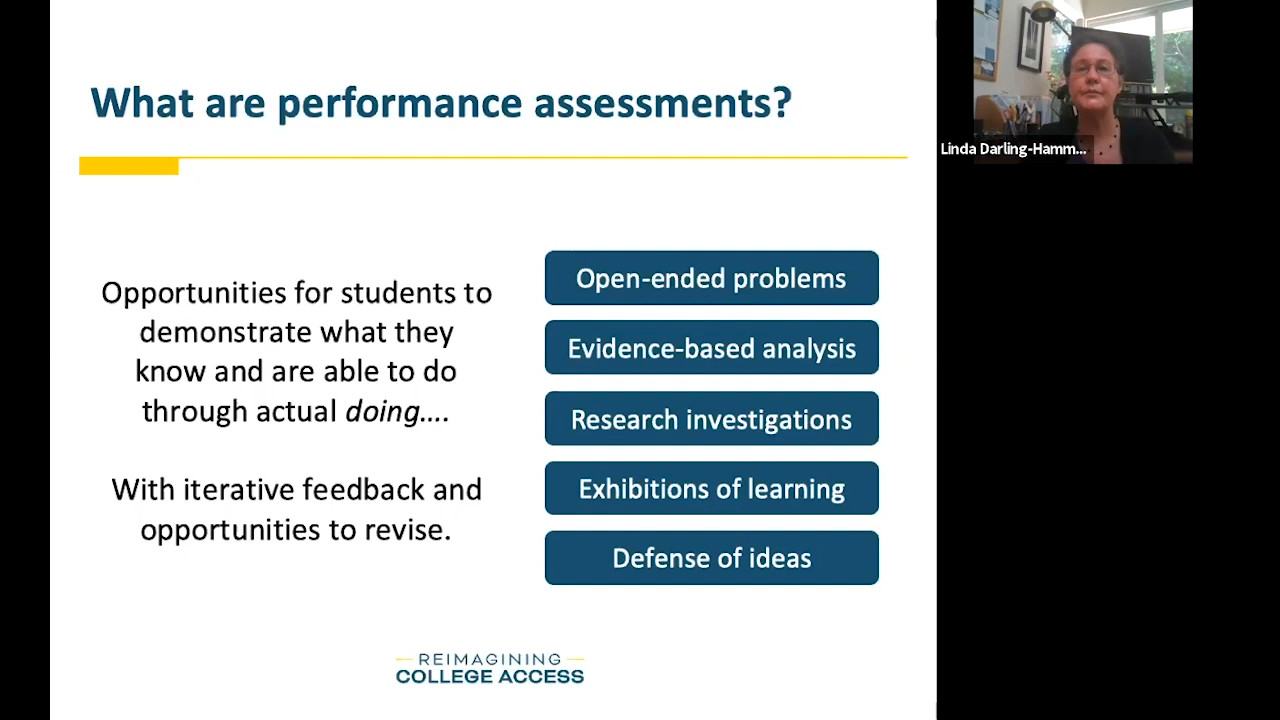 What are performance assessments?
Linda Darling-Hamm...
Opportunities for students to
demonstrate what they
know and are able to do
through actual doing....
With iterative feedback and
opportunities to revise.
Open-ended problems
Evidence-based analysis
Research investigations
Exhibitions of learning
Defense of ideas
REIMAGINING
COLLEGE ACCESS